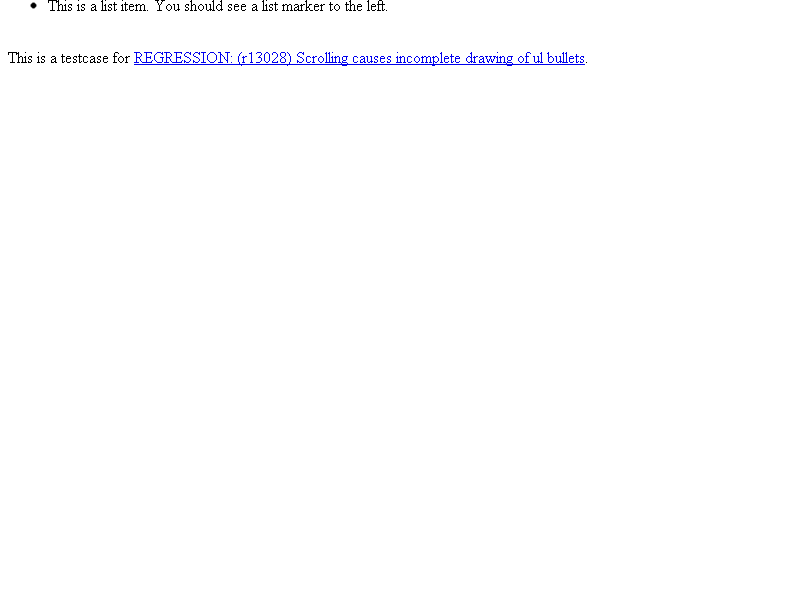 • This is a list item. You should see a list marker to the left.
This is a testcase for REGRESSION: (r13028) Scrolling causes incomplete drawing of ul bullets.